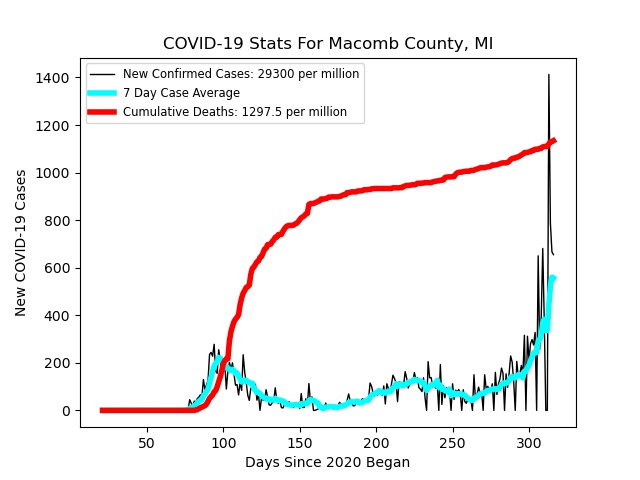 COVID-19 Stats For Macomb County, MI
New Confirmed Cases: 29300 per million
7 Day Case Average
Cumulative Deaths: 1297.5 per million
New COVID-19 Cases
1400
1200
1000
800
600
400
200
0
50 100 150 200 250 300
Days Since 2020 Began